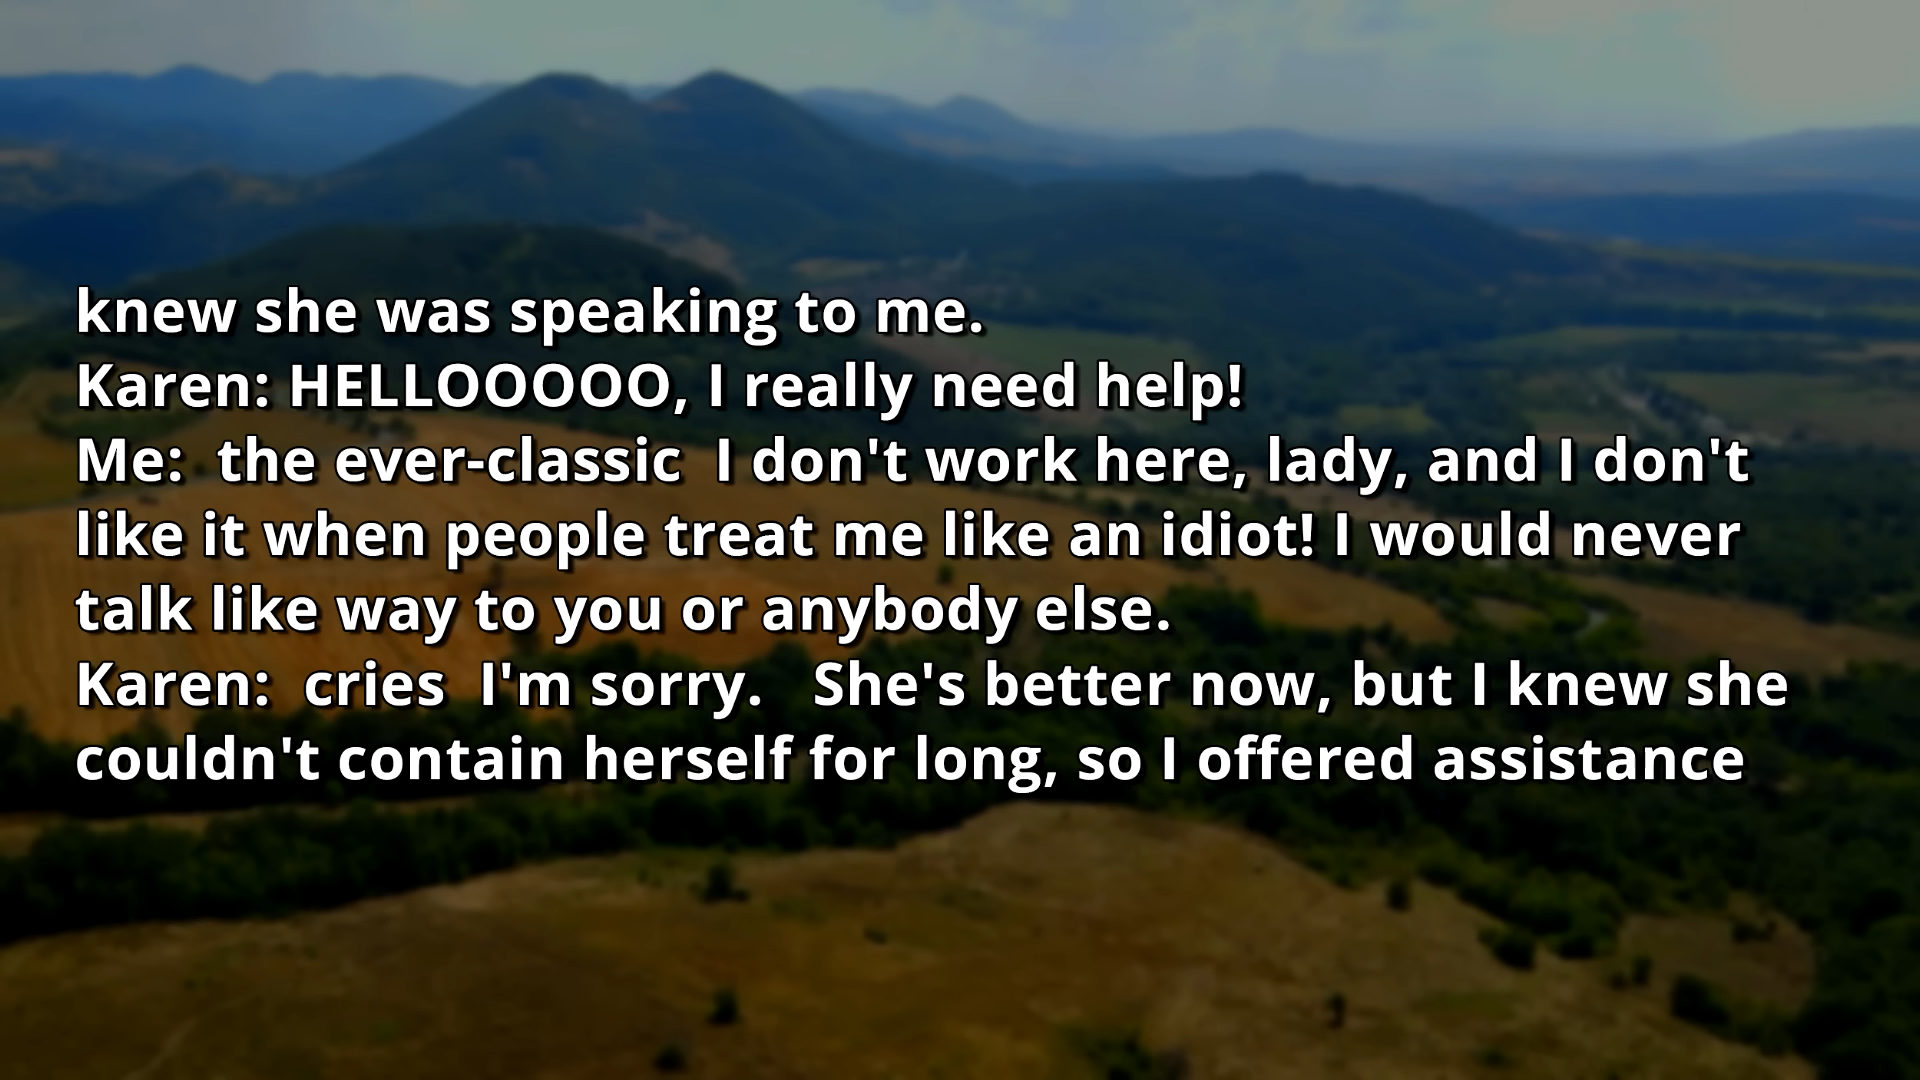 knew she was speaking to me.
Karen: HELLOOOOO, I really need help!
Me:  the ever-classic  I don't work here, lady, and I don't
like it when people treat me like an idiot! I would never
talk like way to you or anybody else.
Karen:  cries  I'm sorry.   She's better now, but I knew she
couldn't contain herself for long, so I offered assistance